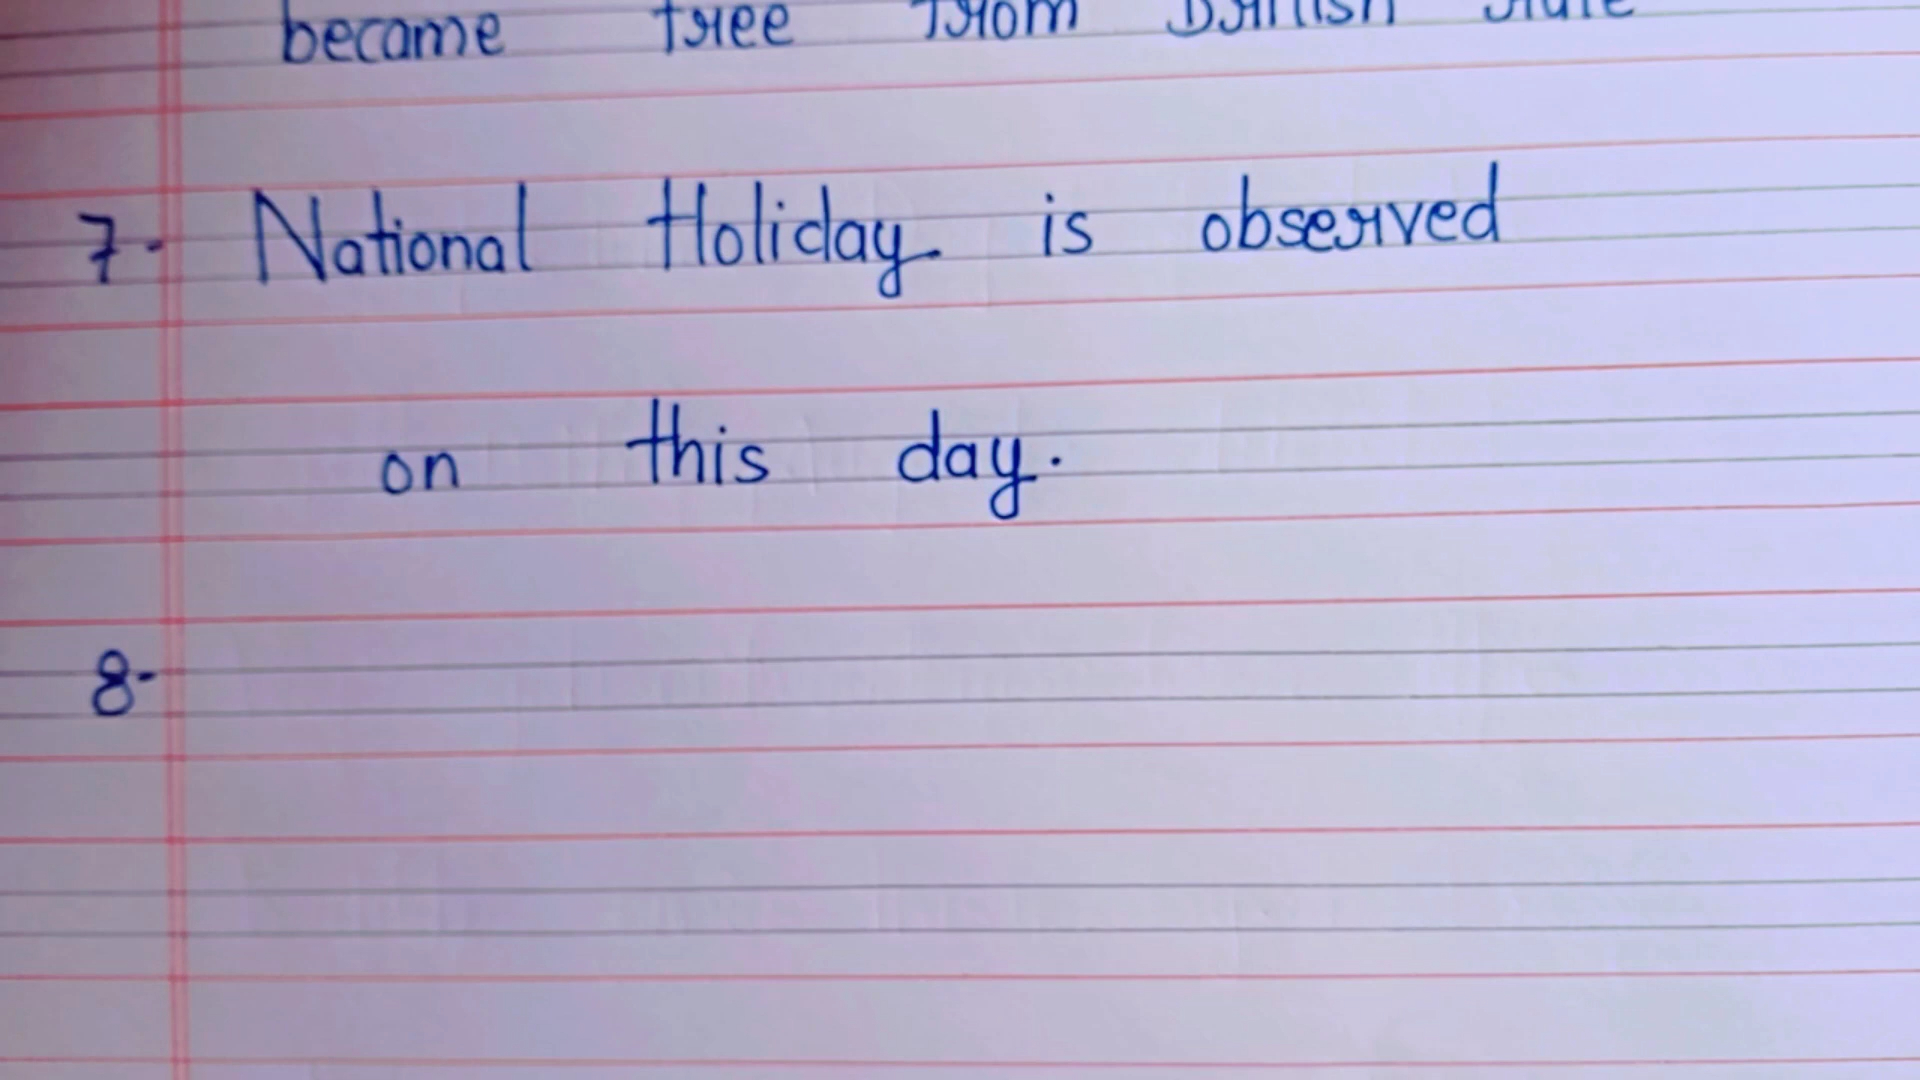 became free from British rule
7. National Holiday is observed
on this day.
8-